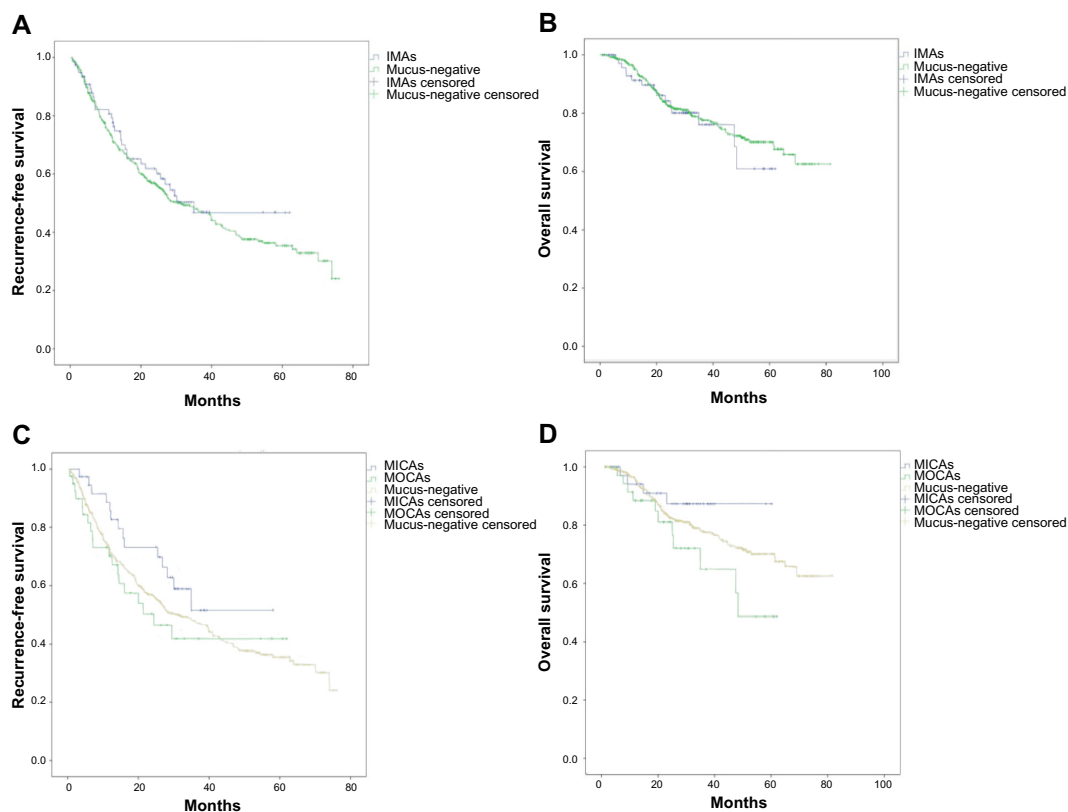 A
Recurrence-free survival
1.0
0.8
0.6
0.4
0.2
0.0
0 20 40 60 80
Months
IMAs
Mucus-negative
IMAs censored
Mucus-negative censored
B
Overall survival
1.0
0.8
0.6
0.4
0.2
0.0
0 20 40 60 80 100
Months
IMAs
Mucus-negative
IMAs censored
Mucus-negative censored
C
Recurrence-free survival
1.0
0.8
0.6
0.4
0.2
0.0
0 20 40 60 80
Months
MICAs
MOCAs
Mucus-negative
MICAs censored
MOCAs censored
Mucus-negative censored
D
Overall survival
1.0
0.8
0.6
0.4
0.2
0.0
0 20 40 60 80 100
Months
MICAs
MOCAs
Mucus-negative
MICAs censored
MOCAs censored
Mucus-negative censored